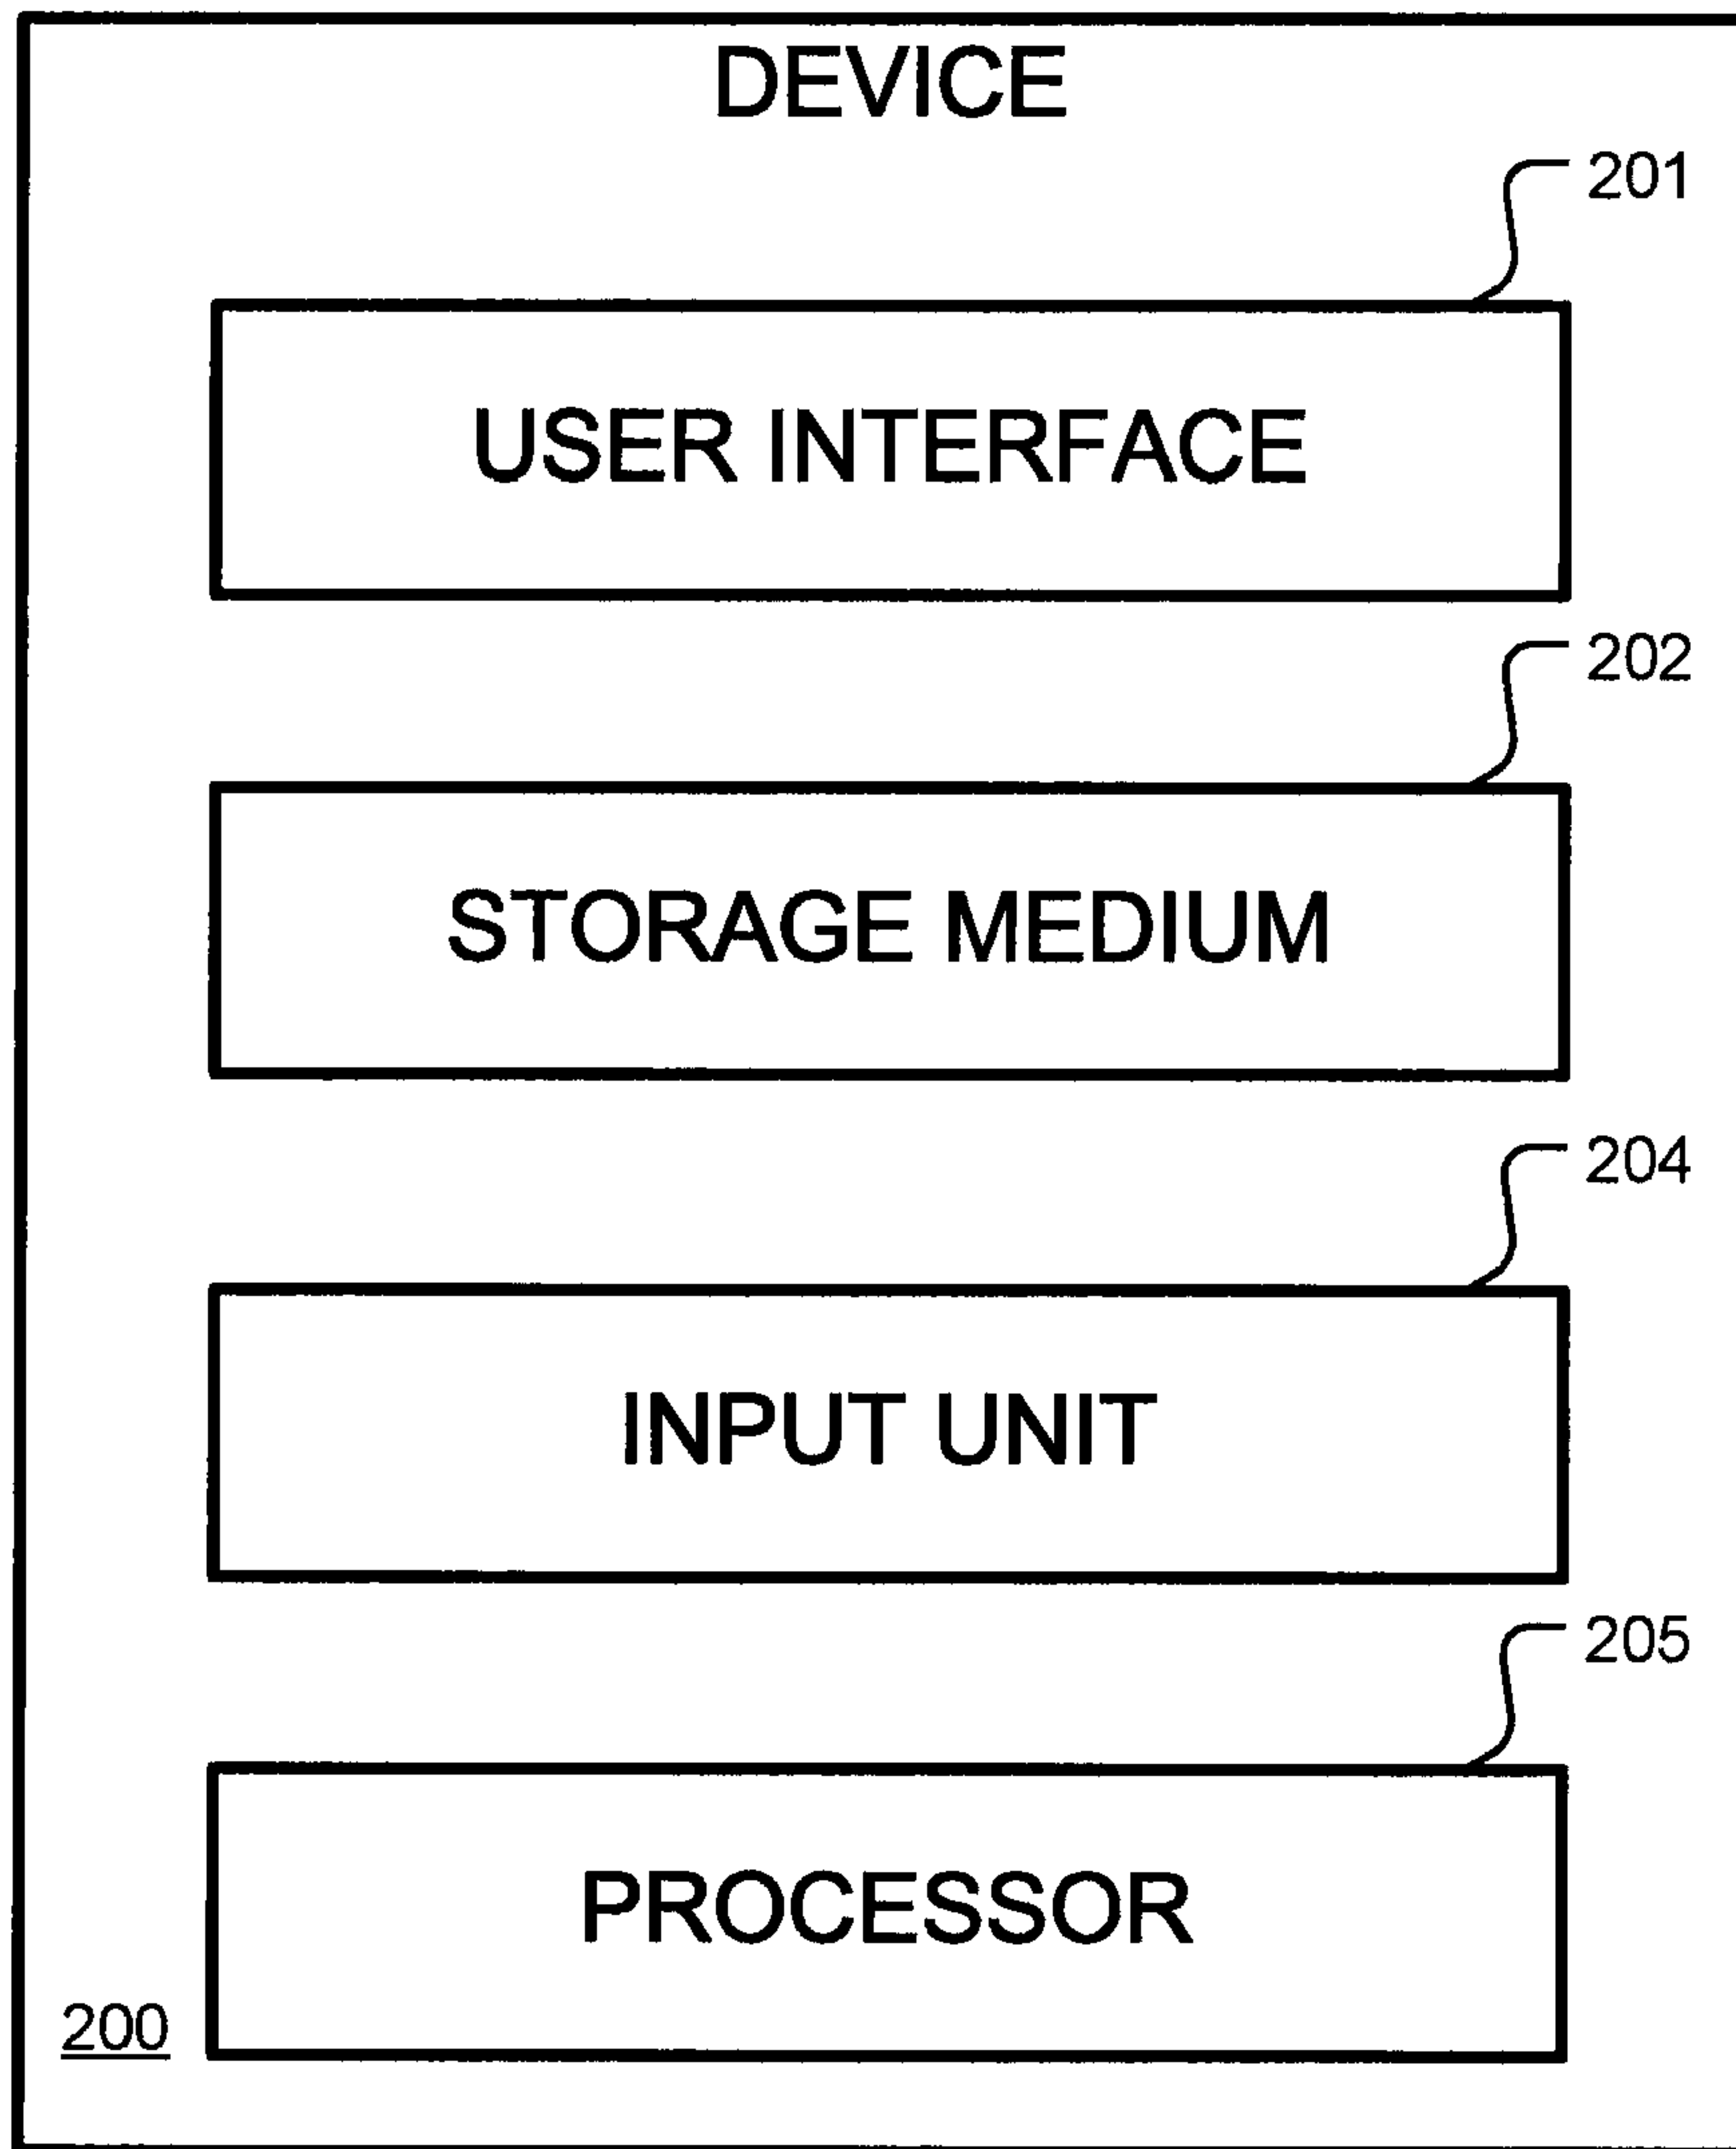 DEVICE
201
USER INTERFACE
202
STORAGE MEDIUM
204
INPUT UNIT
205
PROCESSOR
200